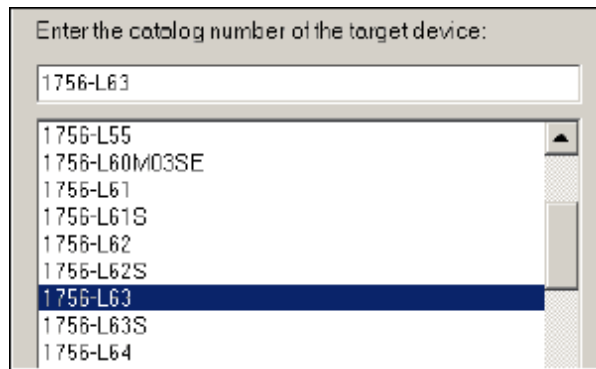 Enter the catalog number of the target device:
1756-L63
1756-L55
1756-L60M03SE
1756-L61
1756-L61S
1756-L62
1756-L62S
1756-L63
1756-L63S
1756-L64